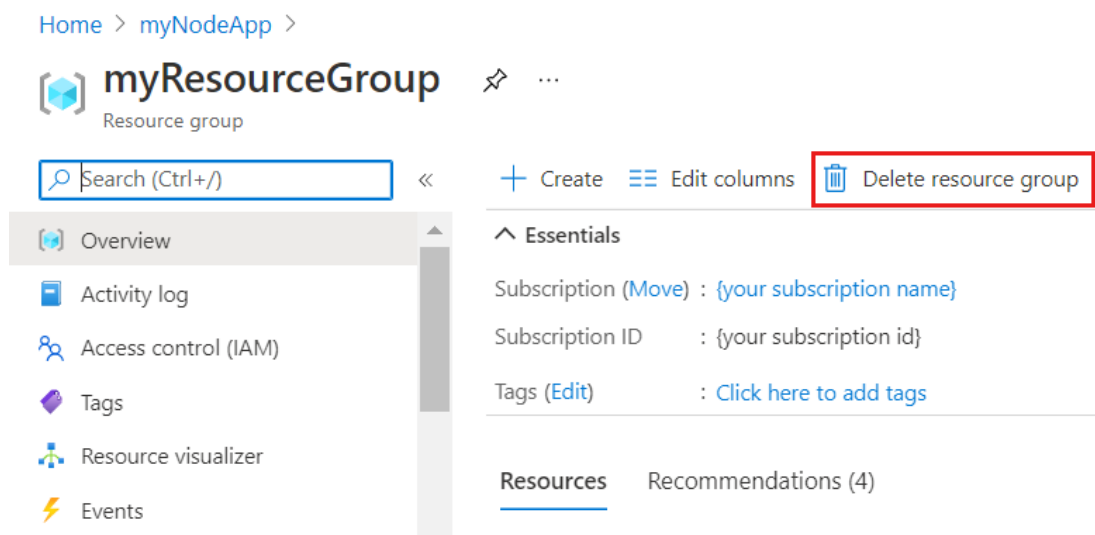 Home > myNodeApp >
myResourceGroup
...
Resource group
Search (Ctrl+/)
«
Create
Edit columns
Delete resource group
Overview
Activity log
Access control (IAM)
Tags
Resource visualizer
Events
Essentials
Subscription (Move) : {your subscription name}
Subscription ID : {your subscription id}
Tags (Edit) : Click here to add tags
Resources
Recommendations (4)